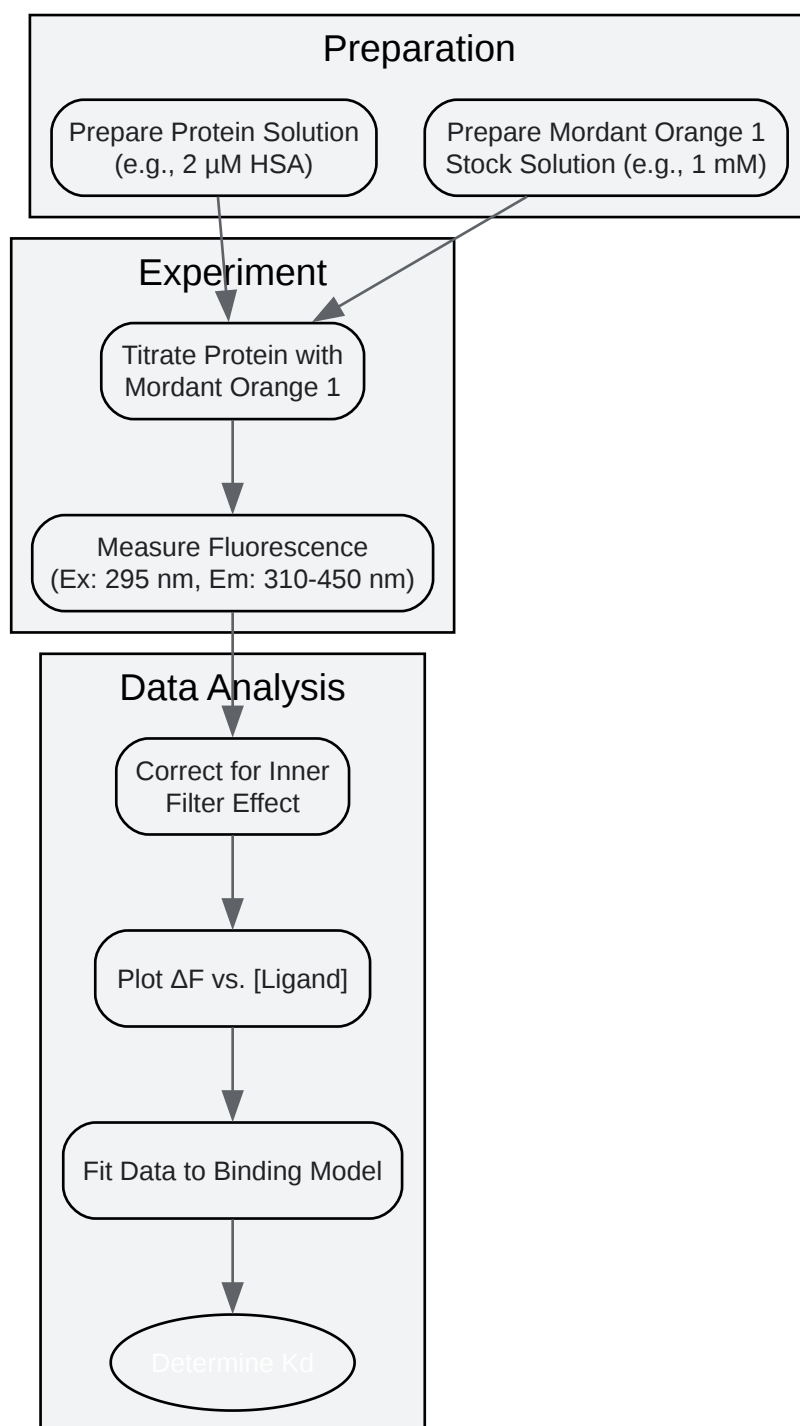 Preparation
Prepare Protein Solution
(e.g., 2 µM HSA)
Prepare Mordant Orange 1
Stock Solution (e.g., 1 mM)
Experiment
Titrate Protein with
Mordant Orange 1
Measure Fluorescence
(Ex: 295 nm, Em: 310-450 nm)
Data Analysis
Correct for Inner
Filter Effect
Plot ΔF vs. [Ligand]
Fit Data to Binding Model
Determine Kd